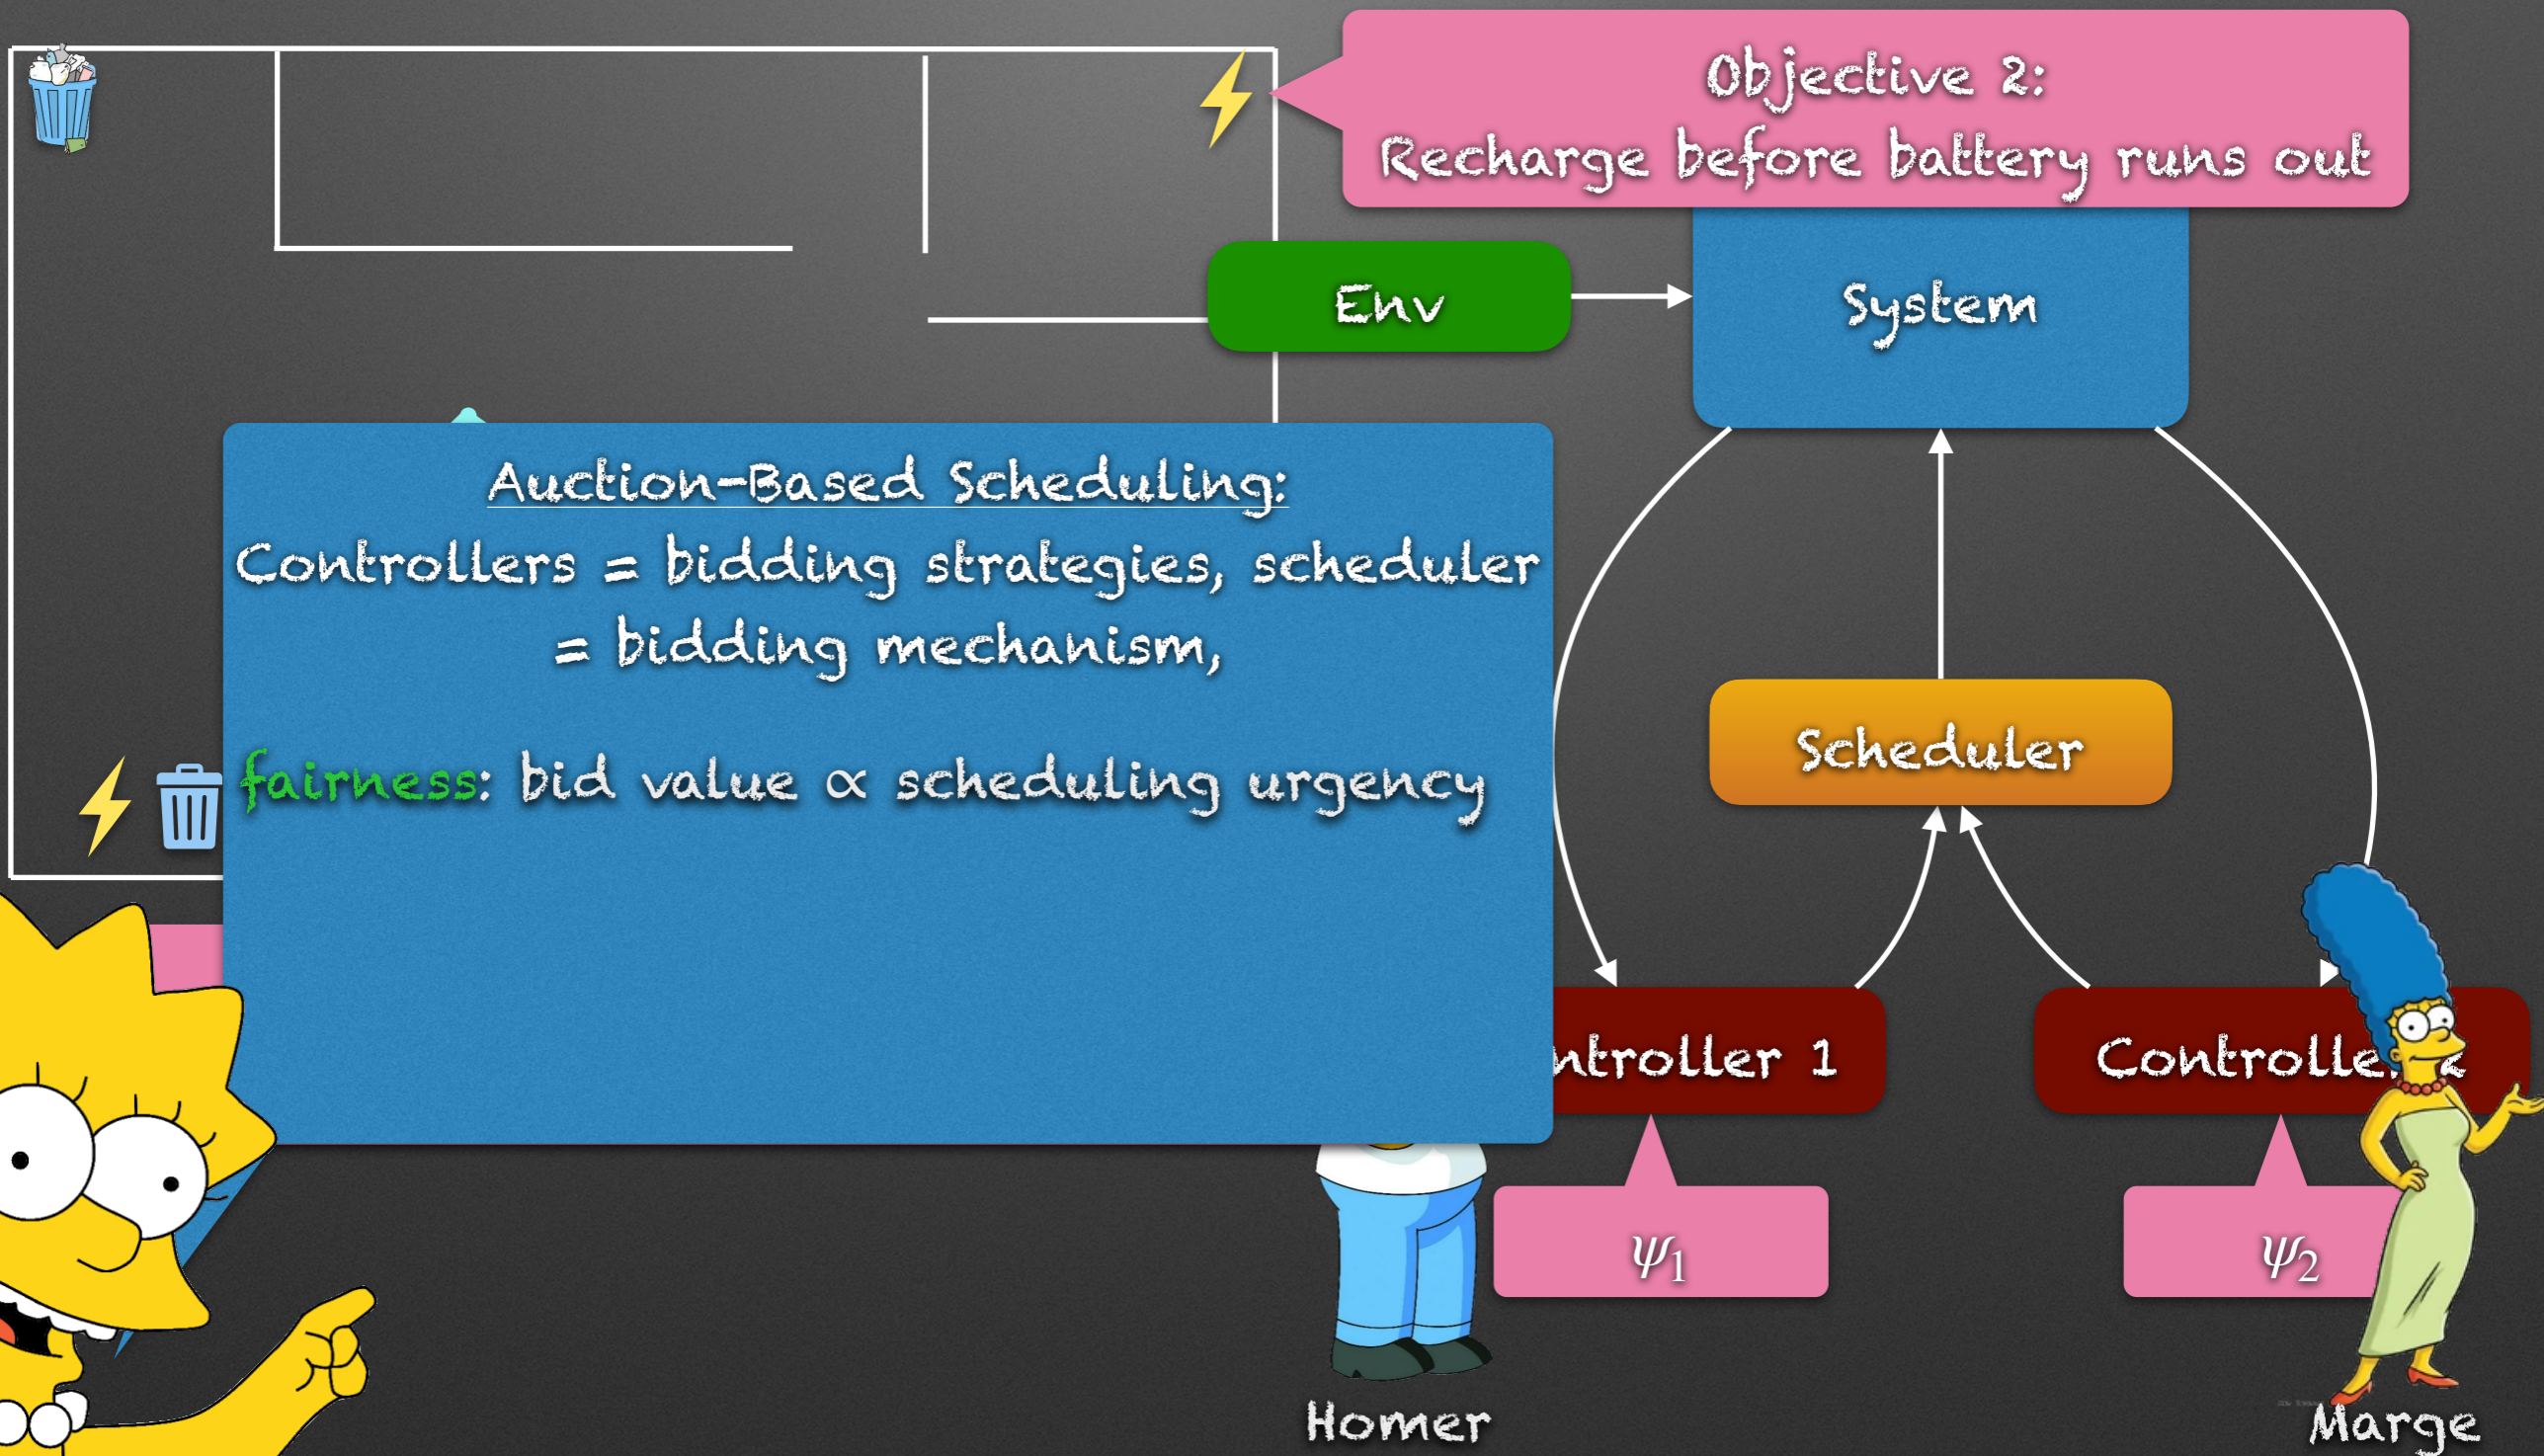 Objective 2:
Recharge before battery runs out
Env
System
Auction-Based Scheduling:
Controllers = bidding strategies, scheduler
= bidding mechanism,
fairness: bid value ∝ scheduling urgency
Scheduler
ntroller 1
Controlle
ψ₁
ψ₂
Homer
Marge